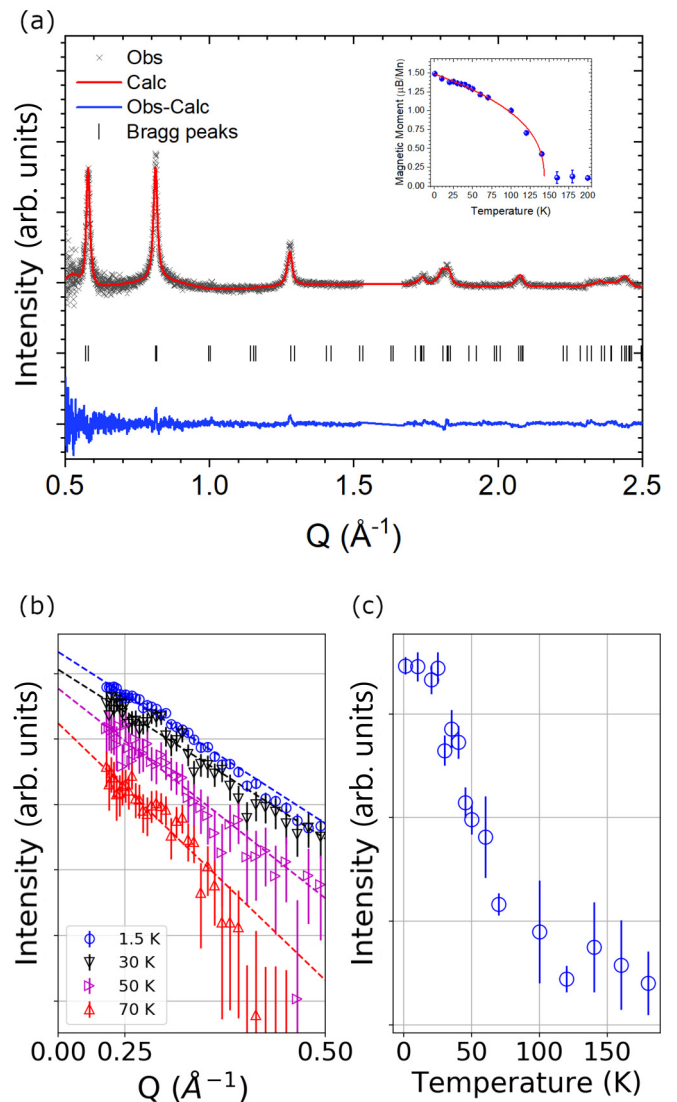 (a)
Obs
Calc
Obs-Calc
Bragg peaks
Intensity (arb. units)
Magnetic Moment (μB/Mn)
1.50
1.25
1.00
0.75
0.50
0.25
0.00
0 25 50 75 100 125 150 175 200
Temperature (K)
0.5 1.0 1.5 2.0 2.5
Q (Å⁻¹)
(b)
Intensity (arb. units)
1.5 K
30 K
50 K
70 K
0.00 0.25 0.50
Q (Å⁻¹)
(c)
Intensity (arb. units)
0 50 100 150
Temperature (K)